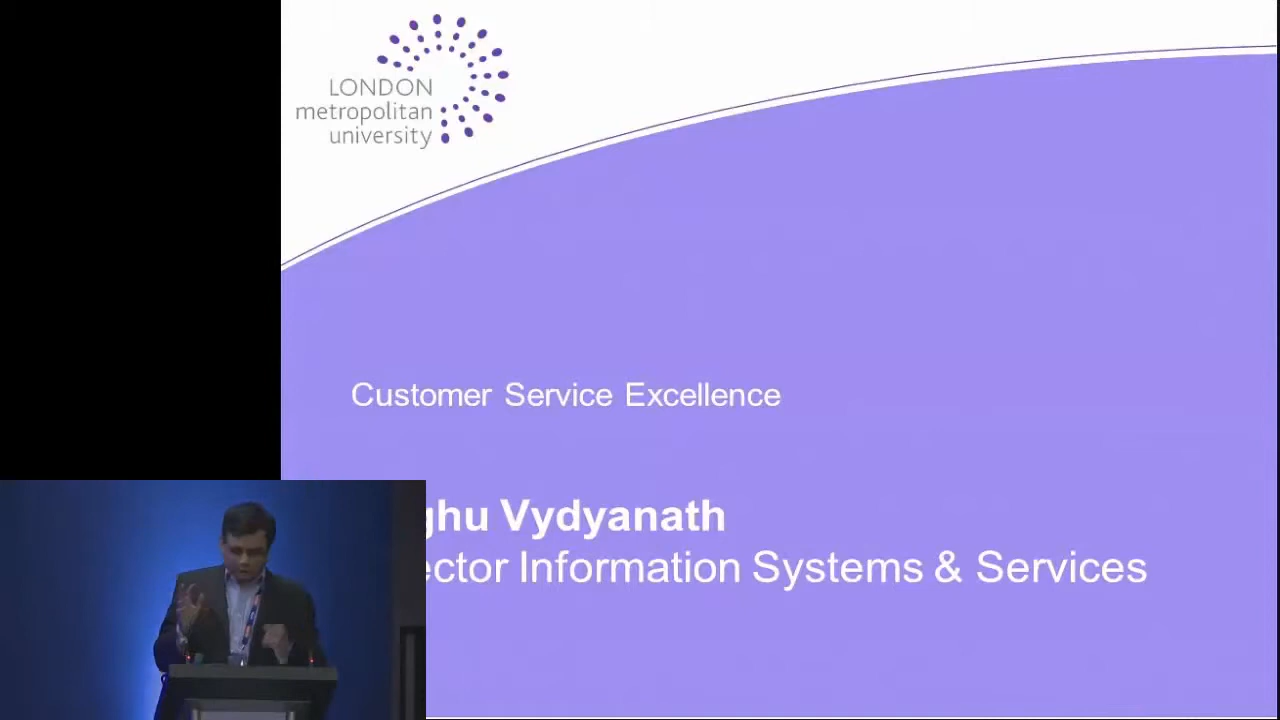 LONDON
metropolitan
university
Customer Service Excellence
ghu Vydyanath
ector Information Systems & Services